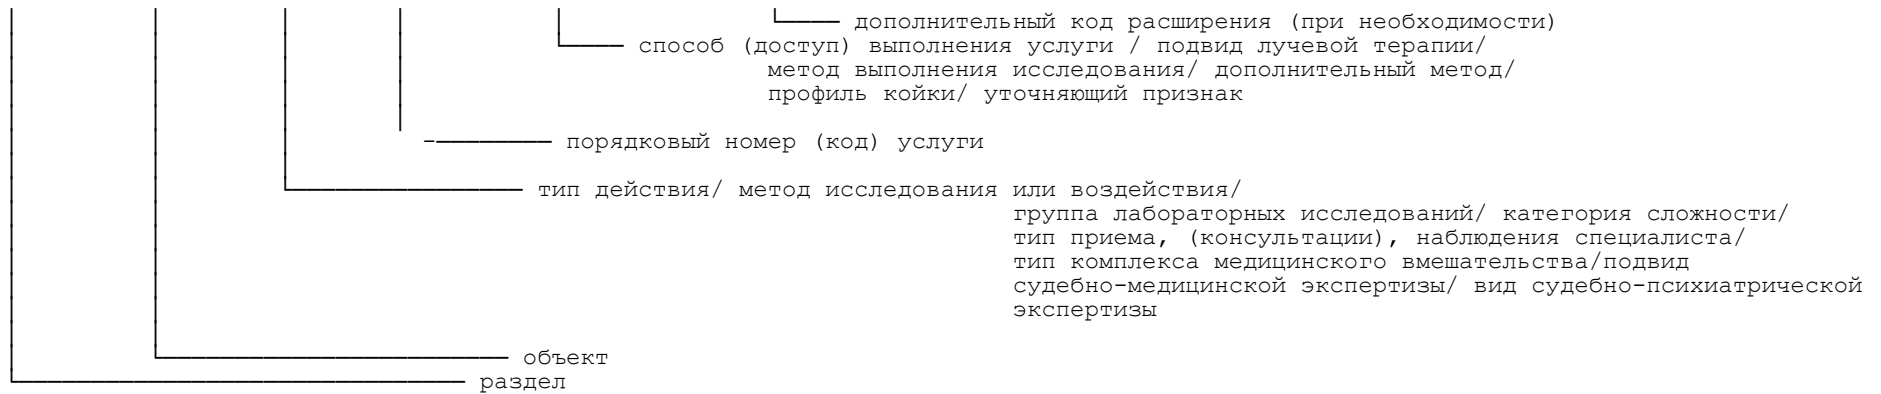 дополнительный код расширения (при необходимости)
способ (доступ) выполнения услуги / подвид лучевой терапии/
метод выполнения исследования/ дополнительный метод/
профиль койки/ уточняющий признак
порядковый номер (код) услуги
тип действия/ метод исследования или воздействия/
группа лабораторных исследований/ категория сложности/
тип приема, (консультации), наблюдения специалиста/
тип комплекса медицинского вмешательства/подвид
судебно-медицинской экспертизы/ вид судебно-психиатрической
экспертизы
объект
раздел